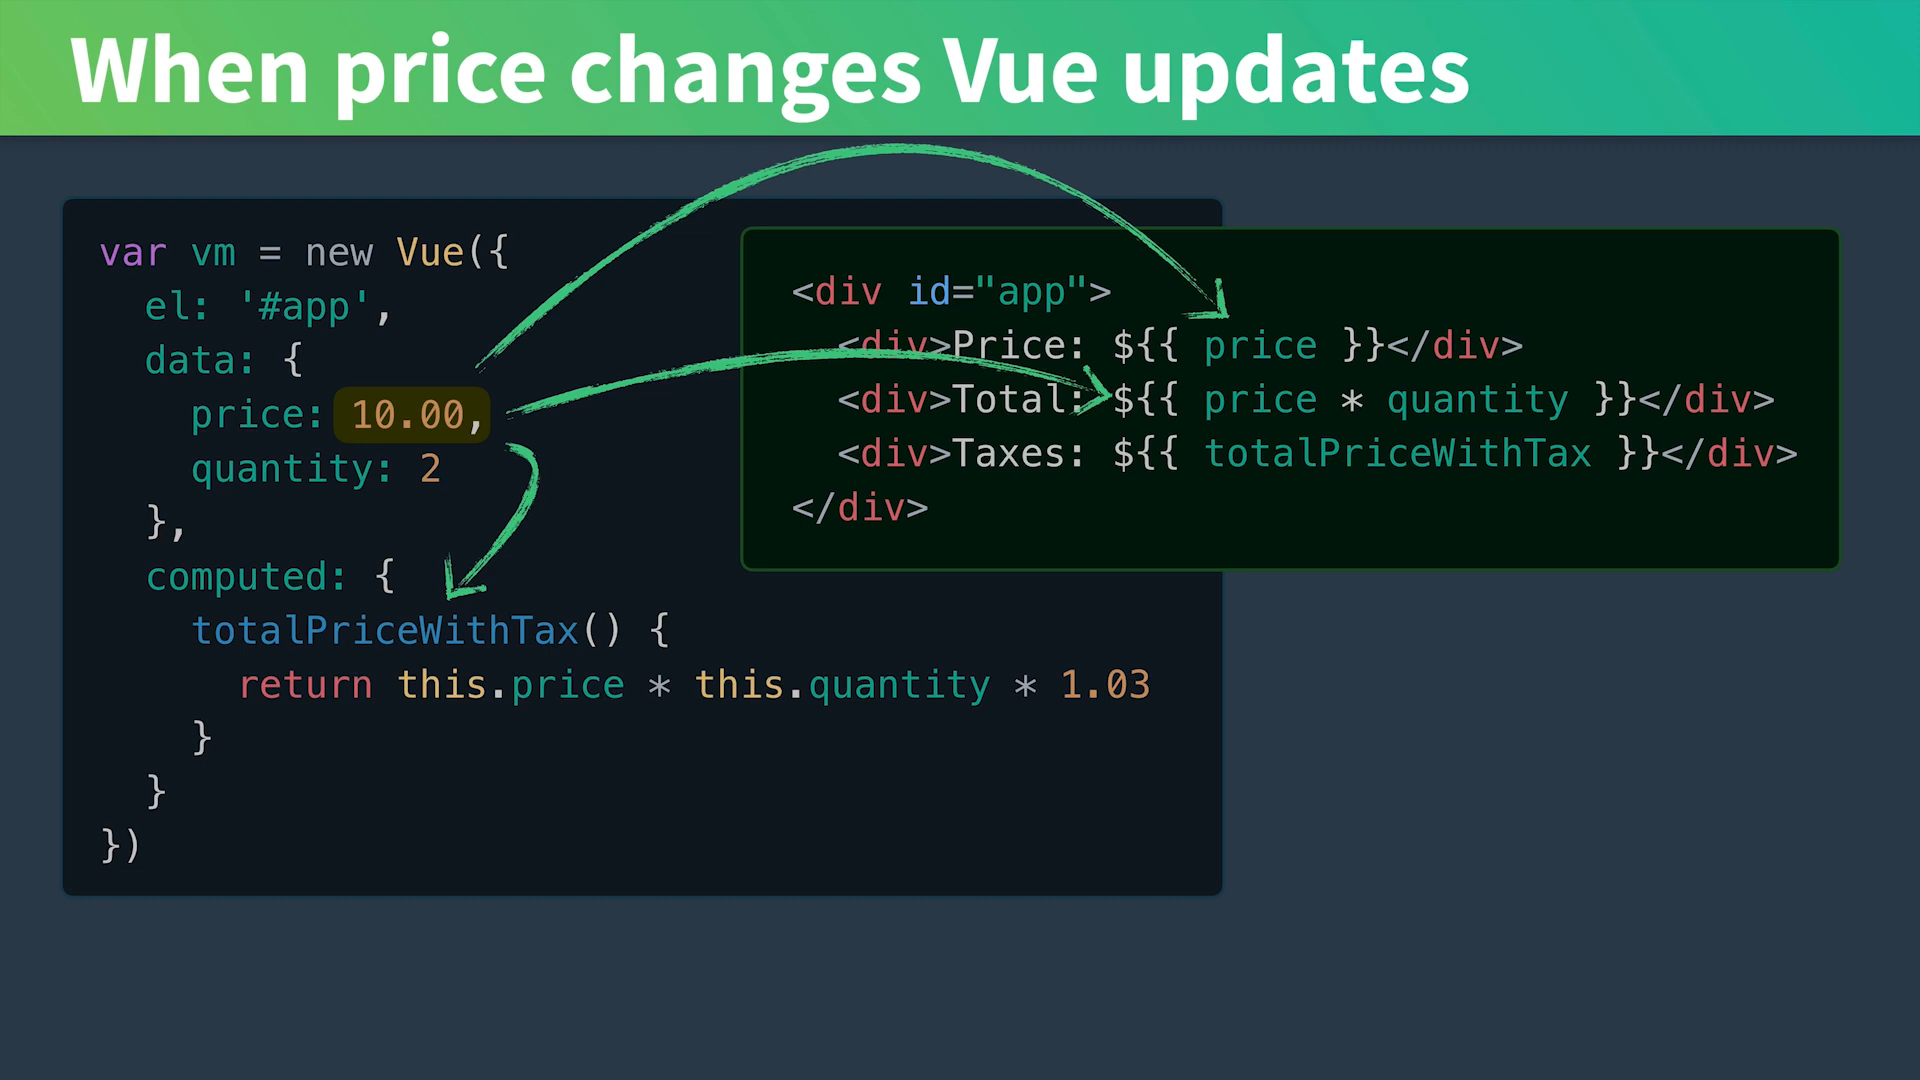 When price changes Vue updates
var vm = new Vue({
  el: '#app',
  data: {
    price: 10.00,
    quantity: 2
  },
  computed: {
    totalPriceWithTax() {
      return this.price * this.quantity * 1.03
    }
  }
})
<div id="app">
  <div>Price: ${{ price }}</div>
  <div>Total: ${{ price * quantity }}</div>
  <div>Taxes: ${{ totalPriceWithTax }}</div>
</div>